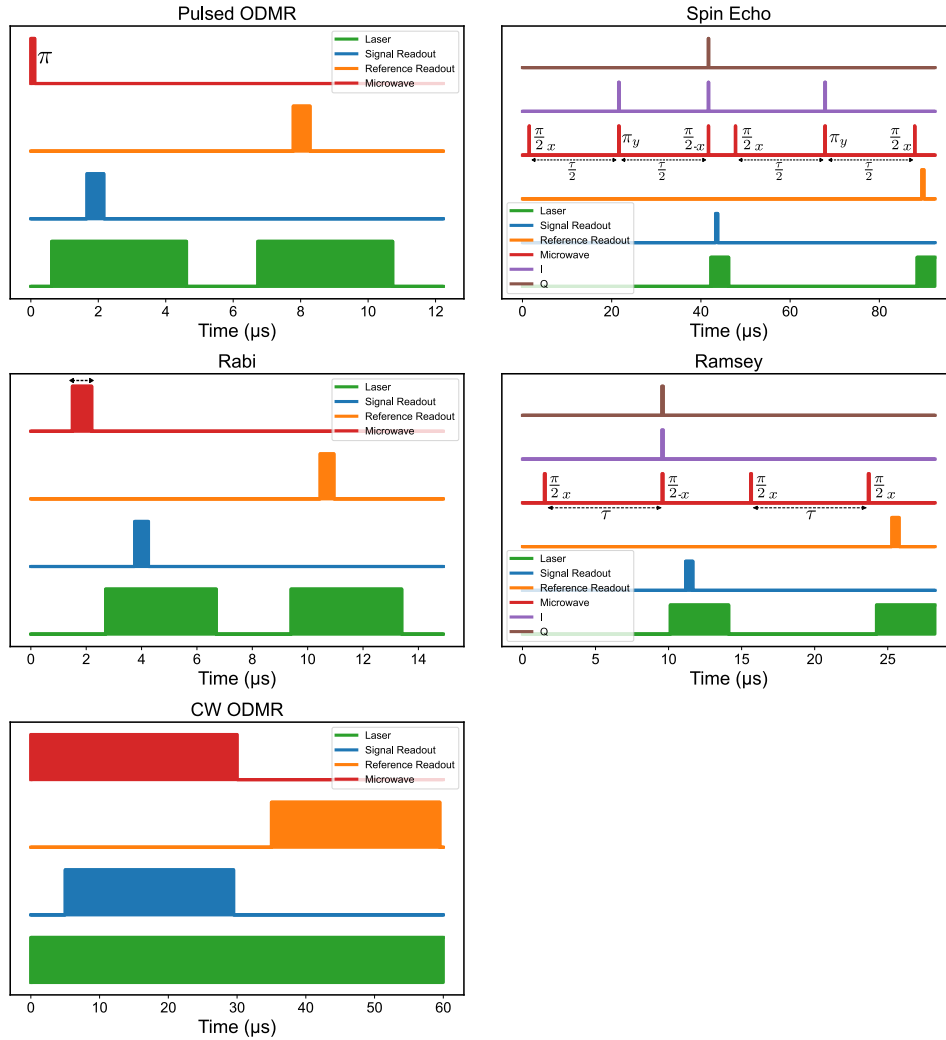 Pulsed ODMR
π
Laser
Signal Readout
Reference Readout
Microwave
0 2 4 6 8 10 12
Time (µs)
Spin Echo
π/2 x π y π/2 -x π/2 x π y π/2 x
τ/2 τ/2 τ/2 τ/2
Laser
Signal Readout
Reference Readout
Microwave
I
Q
0 20 40 60 80
Time (µs)
Rabi
Laser
Signal Readout
Reference Readout
Microwave
0 2 4 6 8 10 12 14
Time (µs)
Ramsey
π/2 x π/2 -x π/2 x π/2 x
τ τ
Laser
Signal Readout
Reference Readout
Microwave
I
Q
0 5 10 15 20 25
Time (µs)
CW ODMR
Laser
Signal Readout
Reference Readout
Microwave
0 10 20 30 40 50 60
Time (µs)